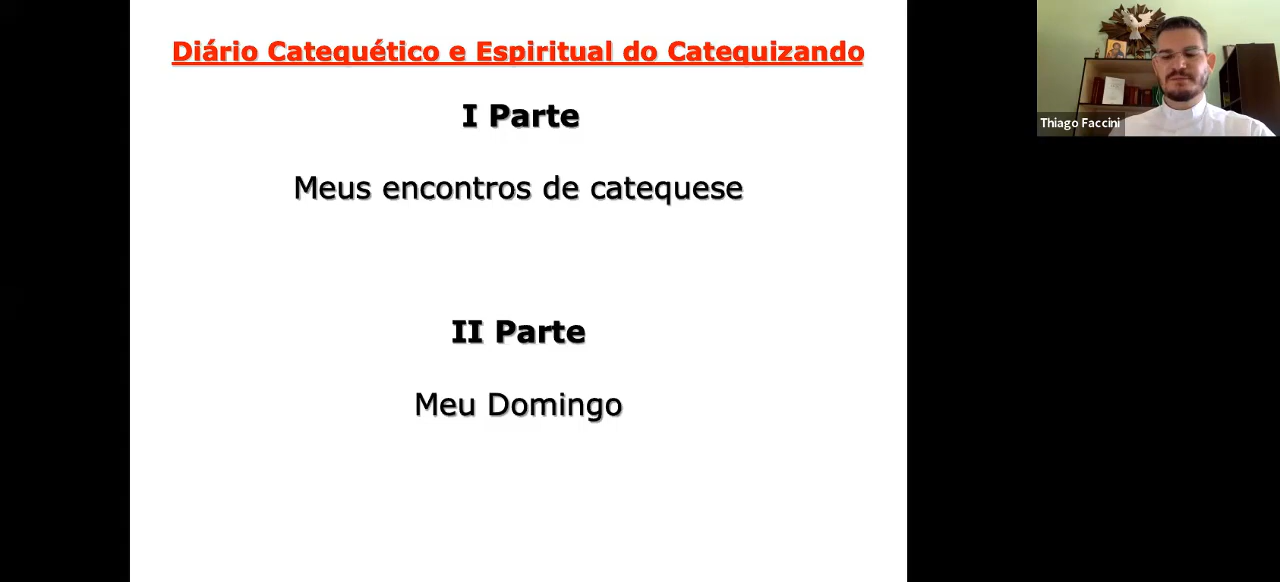 Diário Catequético e Espiritual do Catequizando
I Parte
Meus encontros de catequese
II Parte
Meu Domingo
Thiago Faccini